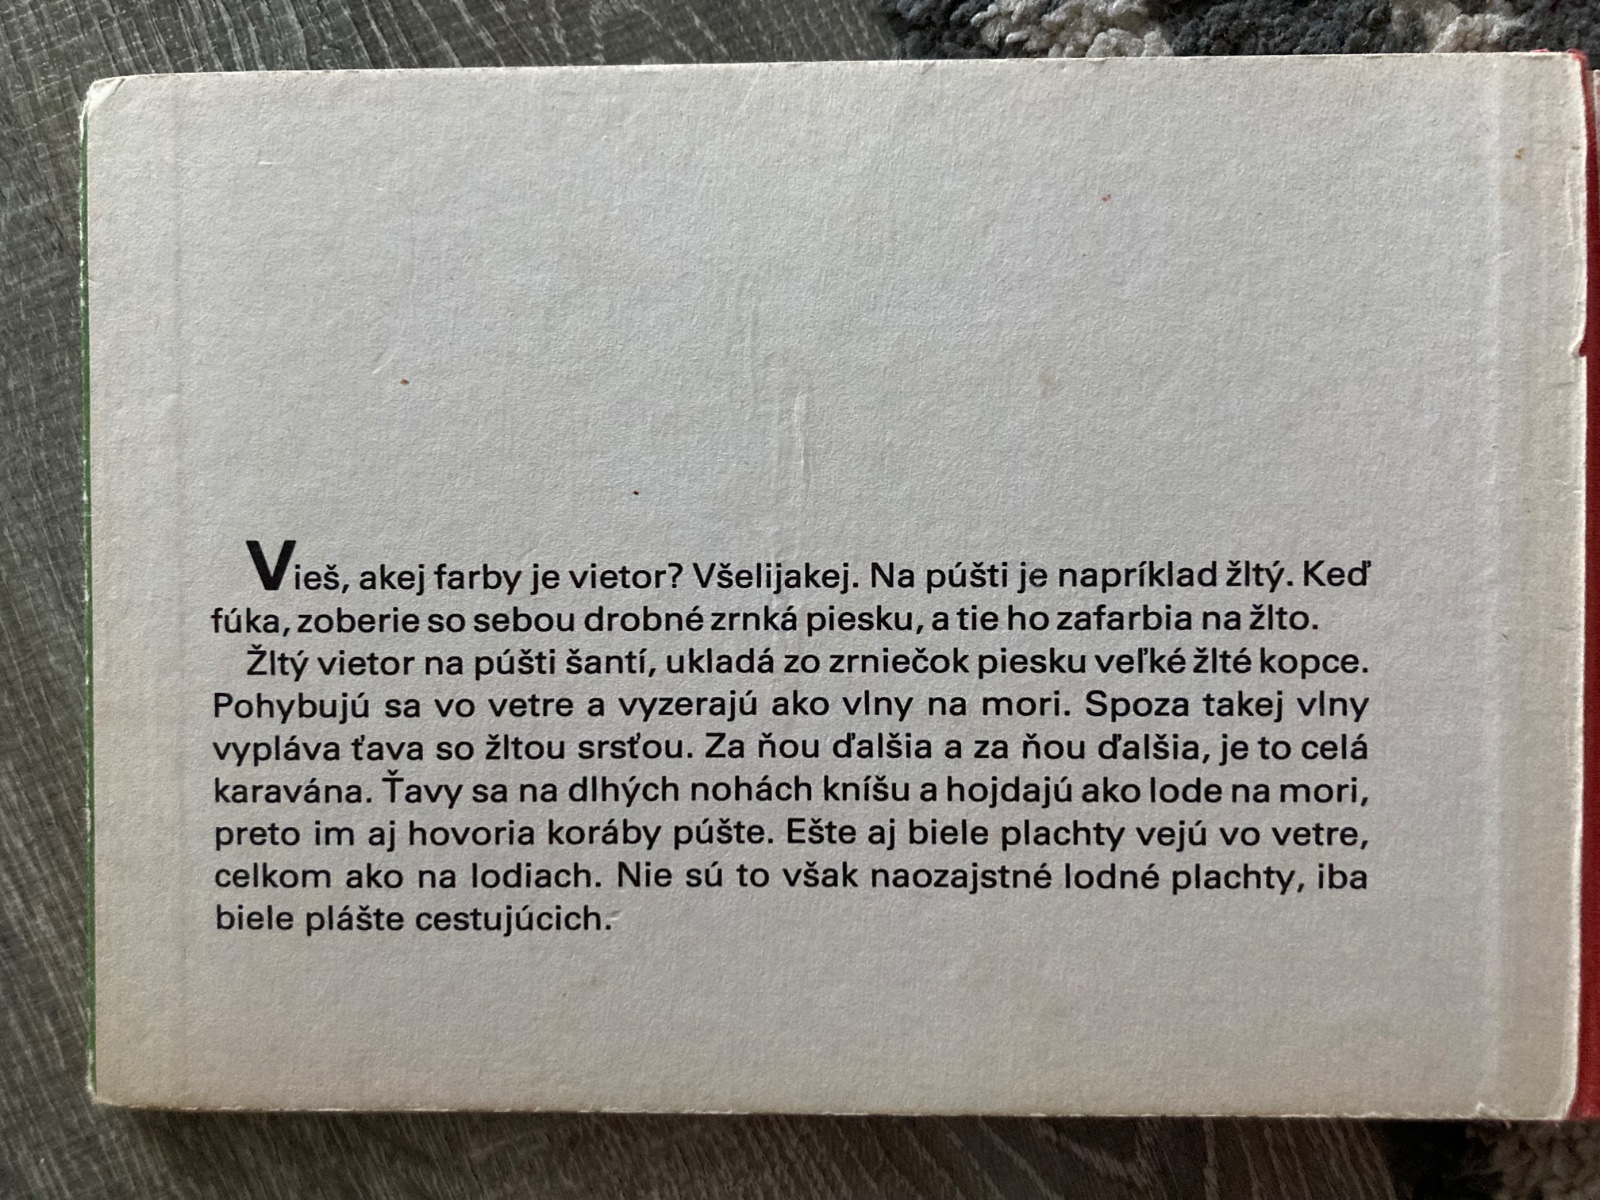 Vieš, akej farby je vietor? Všelijakej. Na púšti je napríklad žltý. Keď
fúka, zoberie so sebou drobné zrnká piesku, a tie ho zafarbia na žlto.
Žltý vietor na púšti šantí, ukladá zo zrniečok piesku veľké žlté kopce.
Pohybujú sa vo vetre a vyzerajú ako vlny na mori. Spoza takej vlny
vypláva ťava so žltou srsťou. Za ňou ďalšia a za ňou ďalšia, je to celá
karavána. Ťavy sa na dlhých nohách kníšu a hojdajú ako lode na mori,
preto im aj hovoria koráby púšte. Ešte aj biele plachty vejú vo vetre,
celkom ako na lodiach. Nie sú to však naozajstné lodné plachty, iba
biele plášte cestujúcich.